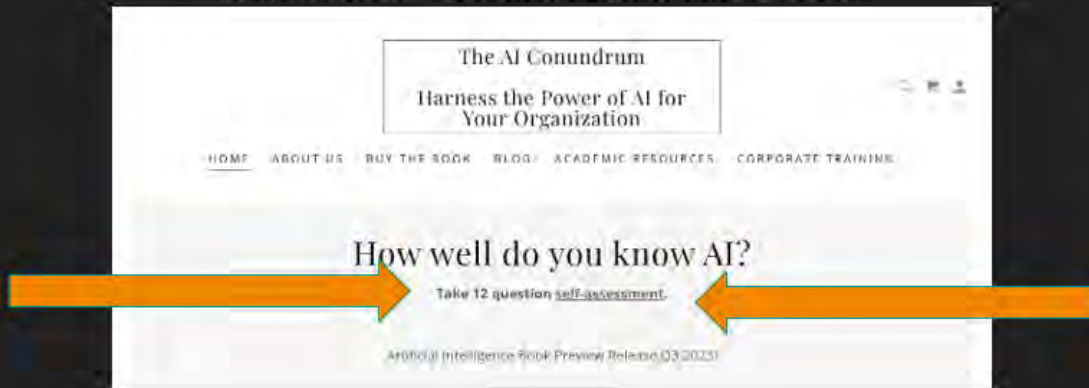 The AI Conundrum
Harness the Power of AI for
Your Organization
HOME ABOUT US BUY THE BOOK BLOG ACADEMIC RESOURCES CORPORATE TRAINING
How well do you know AI?
Take 12 question self-assessment.
Artificial Intelligence Book Preview Release Q3 2023!